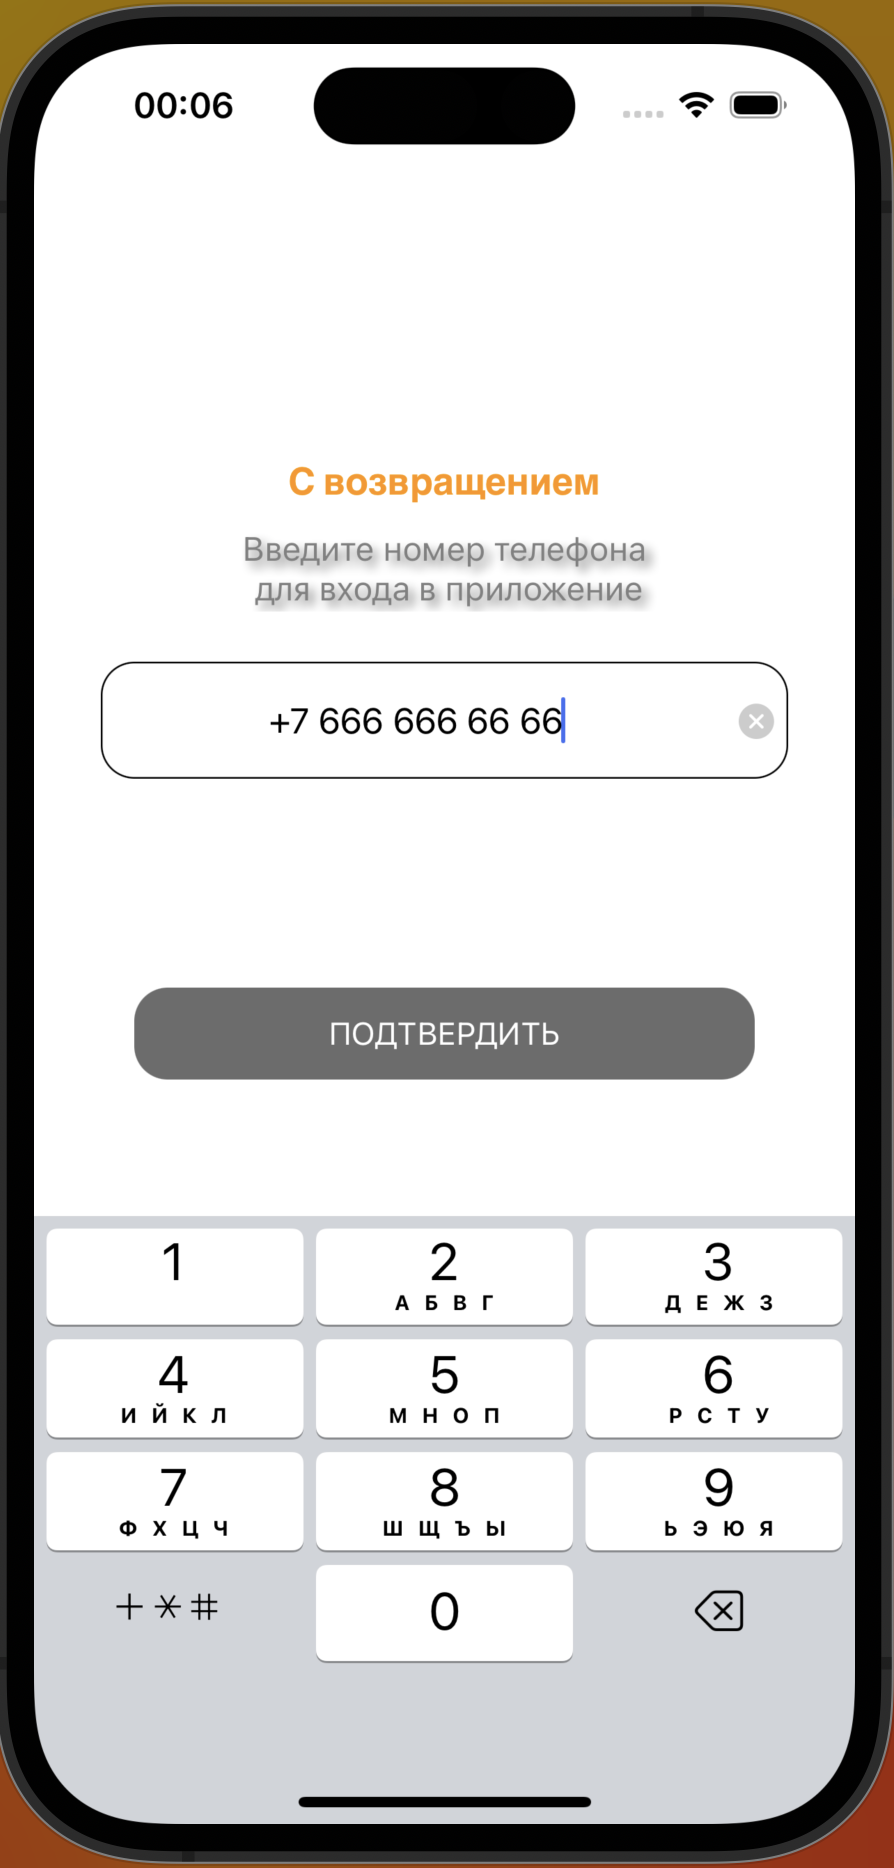 00:06
С возвращением
Введите номер телефона
для входа в приложение
+7 666 666 66 66
ПОДТВЕРДИТЬ
1 2 3
А Б В Г Д Е Ж З
4 5 6
И Й К Л М Н О П Р С Т У
7 8 9
Ф Х Ц Ч Ш Щ Ъ Ы Ь Э Ю Я
+ * # 0